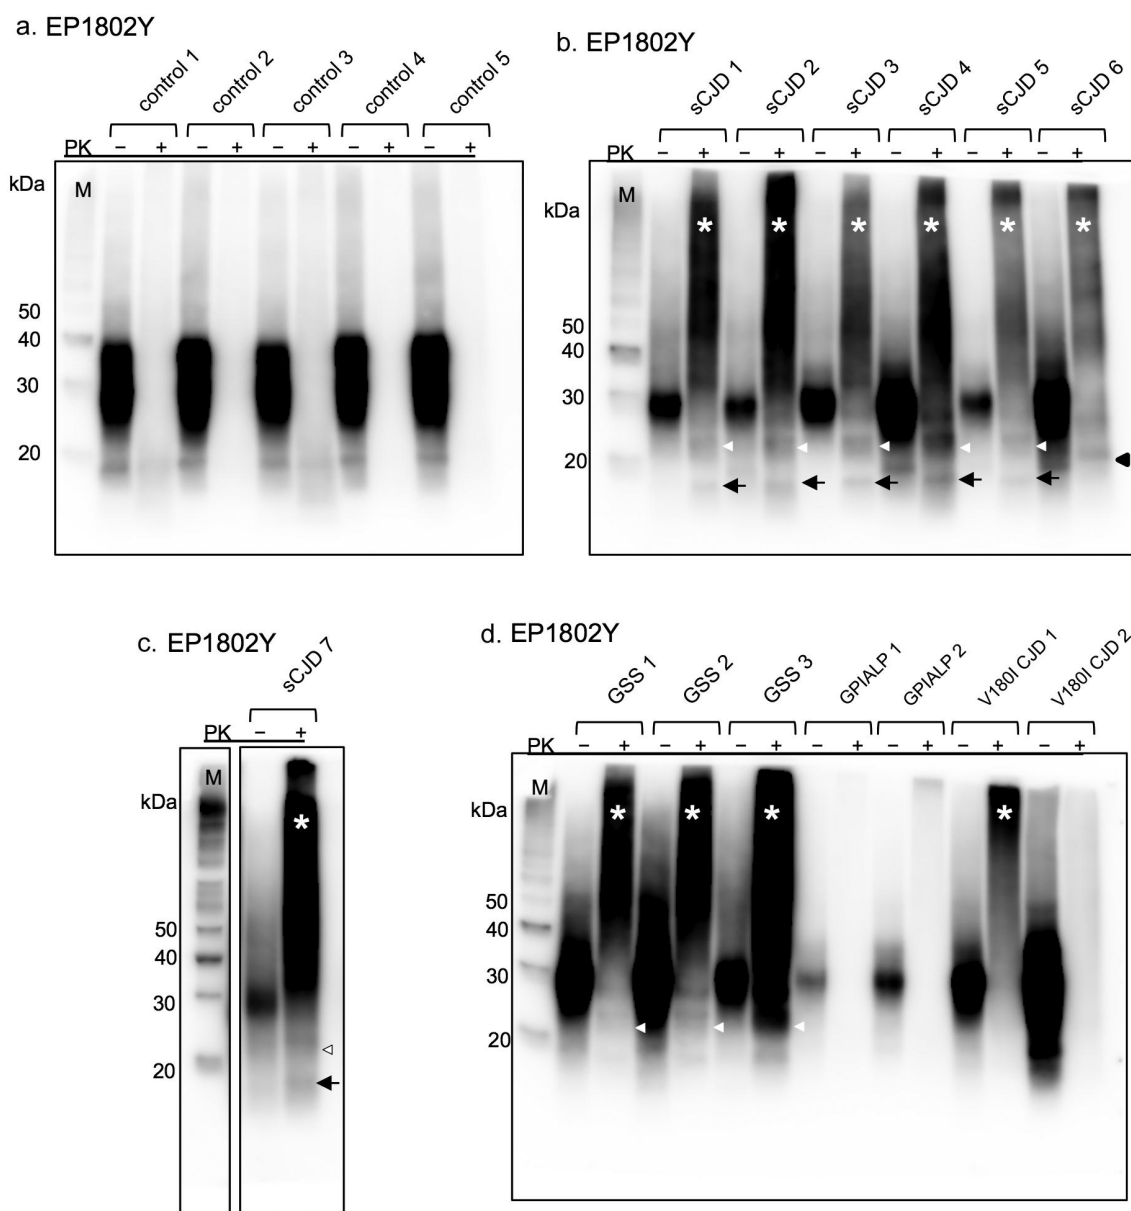 a. EP1802Y
control 1
control 2
control 3
control 4
control 5
PK – + – + – + – + – +
kDa
M
50
40
30
20
b. EP1802Y
sCJD 1
sCJD 2
sCJD 3
sCJD 4
sCJD 5
sCJD 6
PK – + – + – + – + – + – +
M
kDa
* * * * * *
50
40
30
20
c. EP1802Y
sCJD 7
PK – +
M
kDa
*
50
40
30
20
d. EP1802Y
GSS 1
GSS 2
GSS 3
GPIALP 1
GPIALP 2
V180I CJD 1
V180I CJD 2
PK – + – + – + – + – + – + – +
M
kDa
* * * *
50
40
30
20